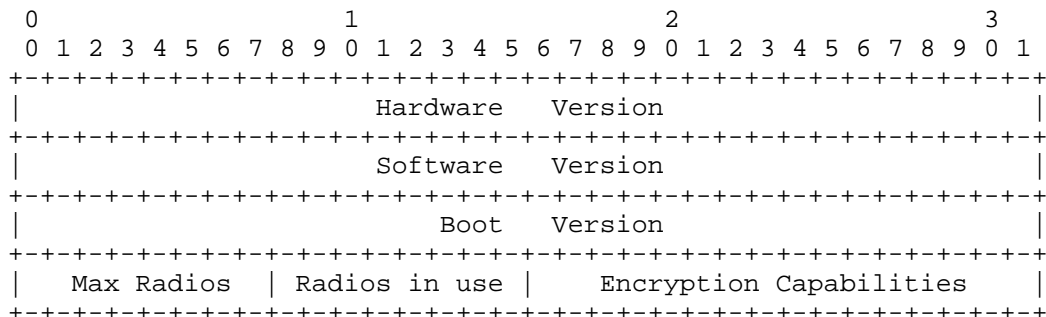 0                   1                   2                   3
0 1 2 3 4 5 6 7 8 9 0 1 2 3 4 5 6 7 8 9 0 1 2 3 4 5 6 7 8 9 0 1
+-+-+-+-+-+-+-+-+-+-+-+-+-+-+-+-+-+-+-+-+-+-+-+-+-+-+-+-+-+-+-+-+
|                      Hardware   Version                       |
+-+-+-+-+-+-+-+-+-+-+-+-+-+-+-+-+-+-+-+-+-+-+-+-+-+-+-+-+-+-+-+-+
|                      Software   Version                       |
+-+-+-+-+-+-+-+-+-+-+-+-+-+-+-+-+-+-+-+-+-+-+-+-+-+-+-+-+-+-+-+-+
|                          Boot   Version                       |
+-+-+-+-+-+-+-+-+-+-+-+-+-+-+-+-+-+-+-+-+-+-+-+-+-+-+-+-+-+-+-+-+
|   Max Radios  | Radios in use |    Encryption Capabilities    |
+-+-+-+-+-+-+-+-+-+-+-+-+-+-+-+-+-+-+-+-+-+-+-+-+-+-+-+-+-+-+-+-+